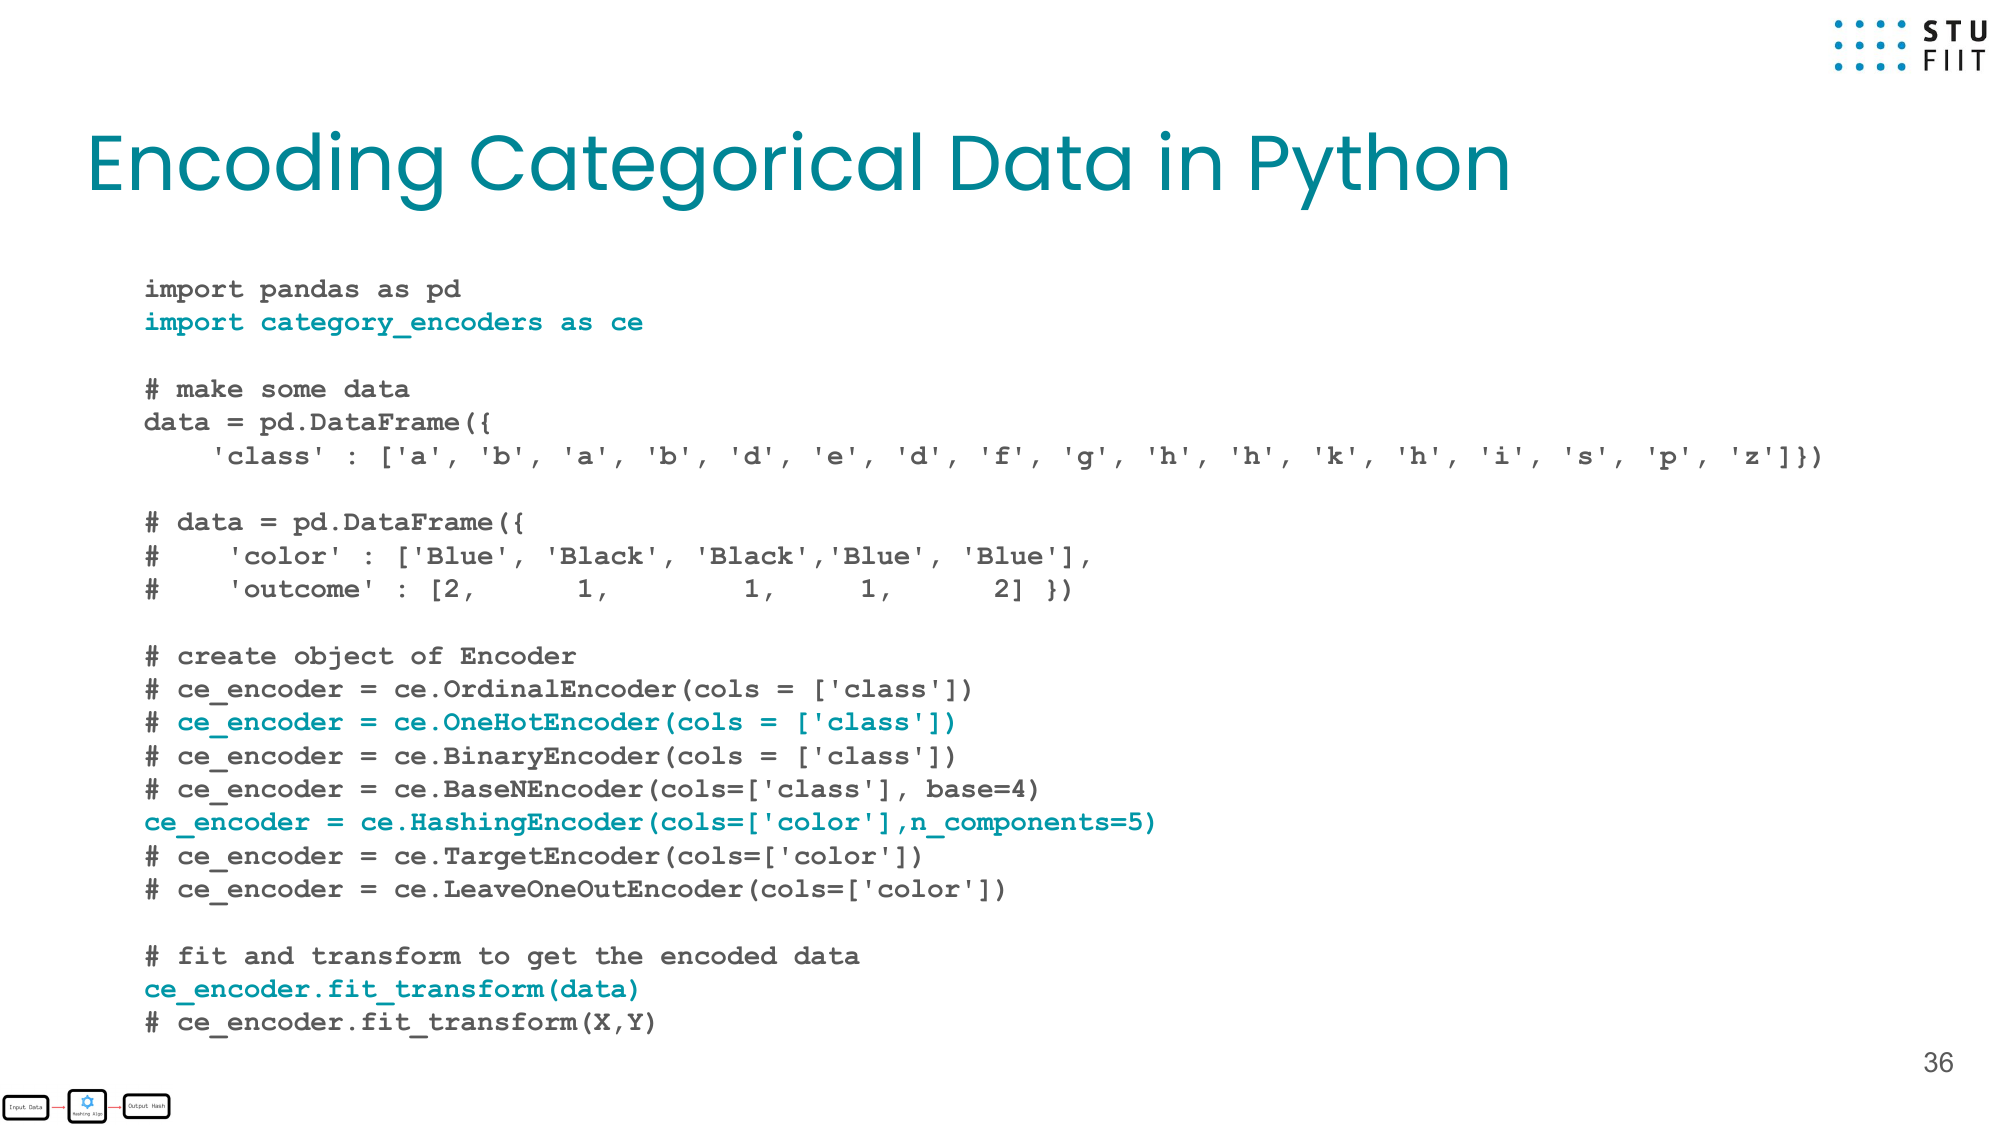 STU
FIIT
Encoding Categorical Data in Python
import pandas as pd
import category_encoders as ce
# make some data
data = pd.DataFrame({
    'class' : ['a', 'b', 'a', 'b', 'd', 'e', 'd', 'f', 'g', 'h', 'h', 'k', 'h', 'i', 's', 'p', 'z']})
# data = pd.DataFrame({
#    'color' : ['Blue', 'Black', 'Black','Blue', 'Blue'],
#    'outcome' : [2,      1,        1,     1,      2] })
# create object of Encoder
# ce_encoder = ce.OrdinalEncoder(cols = ['class'])
# ce_encoder = ce.OneHotEncoder(cols = ['class'])
# ce_encoder = ce.BinaryEncoder(cols = ['class'])
# ce_encoder = ce.BaseNEncoder(cols=['class'], base=4)
ce_encoder = ce.HashingEncoder(cols=['color'],n_components=5)
# ce_encoder = ce.TargetEncoder(cols=['color'])
# ce_encoder = ce.LeaveOneOutEncoder(cols=['color'])
# fit and transform to get the encoded data
ce_encoder.fit_transform(data)
# ce_encoder.fit_transform(X,Y)
36
Input Data
Hashing Algo
Output Hash